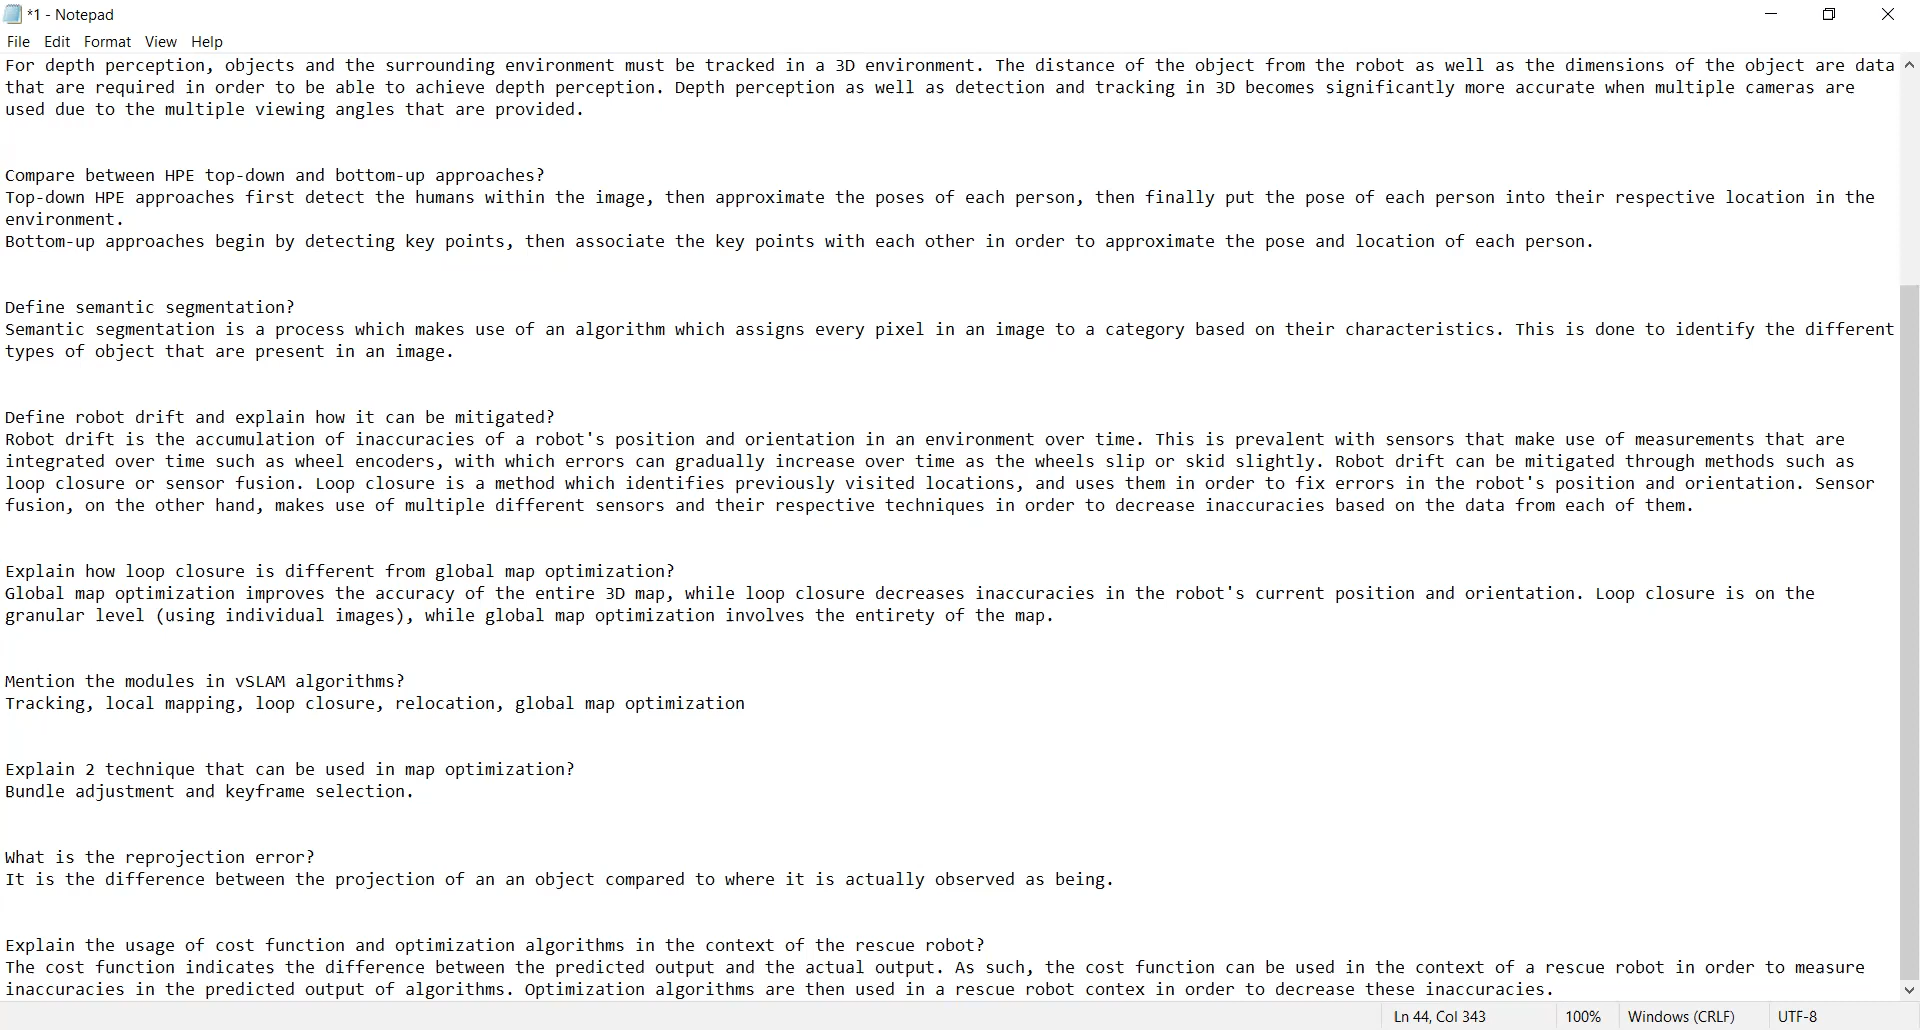 *1 - Notepad
File Edit Format View Help
For depth perception, objects and the surrounding environment must be tracked in a 3D environment. The distance of the object from the robot as well as the dimensions of the object are data
that are required in order to be able to achieve depth perception. Depth perception as well as detection and tracking in 3D becomes significantly more accurate when multiple cameras are
used due to the multiple viewing angles that are provided.
Compare between HPE top-down and bottom-up approaches?
Top-down HPE approaches first detect the humans within the image, then approximate the poses of each person, then finally put the pose of each person into their respective location in the
environment.
Bottom-up approaches begin by detecting key points, then associate the key points with each other in order to approximate the pose and location of each person.
Define semantic segmentation?
Semantic segmentation is a process which makes use of an algorithm which assigns every pixel in an image to a category based on their characteristics. This is done to identify the different
types of object that are present in an image.
Define robot drift and explain how it can be mitigated?
Robot drift is the accumulation of inaccuracies of a robot's position and orientation in an environment over time. This is prevalent with sensors that make use of measurements that are
integrated over time such as wheel encoders, with which errors can gradually increase over time as the wheels slip or skid slightly. Robot drift can be mitigated through methods such as
loop closure or sensor fusion. Loop closure is a method which identifies previously visited locations, and uses them in order to fix errors in the robot's position and orientation. Sensor
fusion, on the other hand, makes use of multiple different sensors and their respective techniques in order to decrease inaccuracies based on the data from each of them.
Explain how loop closure is different from global map optimization?
Global map optimization improves the accuracy of the entire 3D map, while loop closure decreases inaccuracies in the robot's current position and orientation. Loop closure is on the
granular level (using individual images), while global map optimization involves the entirety of the map.
Mention the modules in vSLAM algorithms?
Tracking, local mapping, loop closure, relocation, global map optimization
Explain 2 technique that can be used in map optimization?
Bundle adjustment and keyframe selection.
What is the reprojection error?
It is the difference between the projection of an an object compared to where it is actually observed as being.
Explain the usage of cost function and optimization algorithms in the context of the rescue robot?
The cost function indicates the difference between the predicted output and the actual output. As such, the cost function can be used in the context of a rescue robot in order to measure
inaccuracies in the predicted output of algorithms. Optimization algorithms are then used in a rescue robot contex in order to decrease these inaccuracies.
Ln 44, Col 343 100% Windows (CRLF) UTF-8